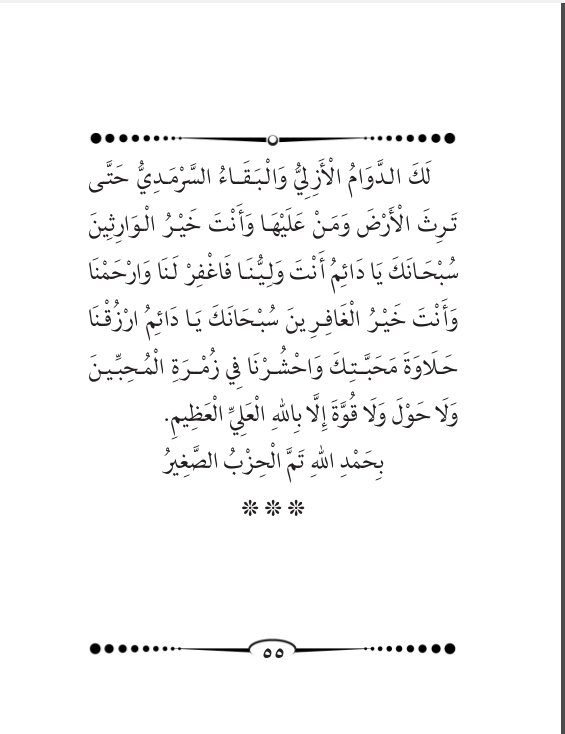 لَكَ الدَّوَامُ الْأَزَلِيُّ وَالْبَقَاءُ السَّرْمَدِيُّ حَتَّى
تَرِثَ الْأَرْضَ وَمَنْ عَلَيْهَا وَأَنْتَ خَيْرُ الْوَارِثِينَ
سُبْحَانَكَ يَا دَائِمُ أَنْتَ وَلِيُّنَا فَاغْفِرْ لَنَا وَارْحَمْنَا
وَأَنْتَ خَيْرُ الْغَافِرِينَ سُبْحَانَكَ يَا دَائِمُ ارْزُقْنَا
حَلَاوَةَ مَحَبَّتِكَ وَاحْشُرْنَا فِي زُمْرَةِ الْمُحِبِّينَ
وَلَا حَوْلَ وَلَا قُوَّةَ إِلَّا بِاللهِ الْعَلِيِّ الْعَظِيمِ.
بِحَمْدِ اللهِ تَمَّ الْحِزْبُ الصَّغِيرُ
٥٥